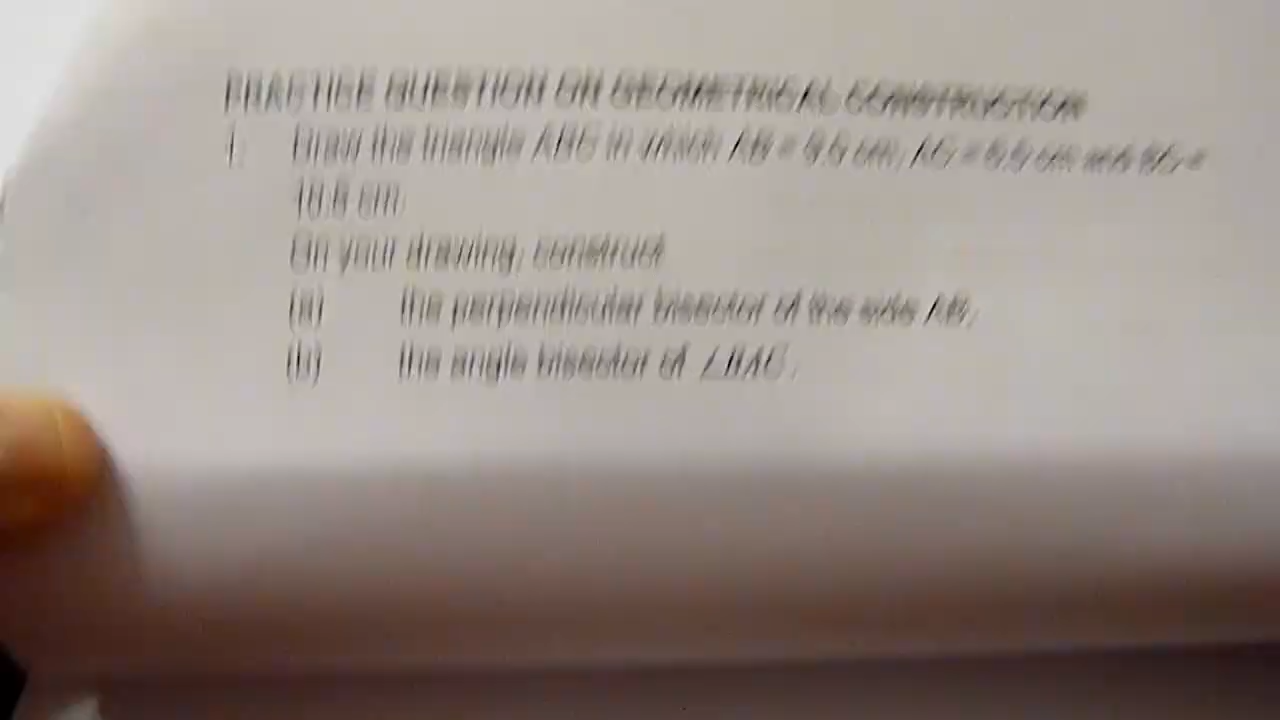 PRACTICE QUESTION ON GEOMETRICAL CONSTRUCTION
1. Draw the triangle ABC in which AB = cm, AC = cm and BC =
cm.
On your drawing, construct
(a) the perpendicular bisector of the side AB,
(b) the angle bisector of ∠BAC.